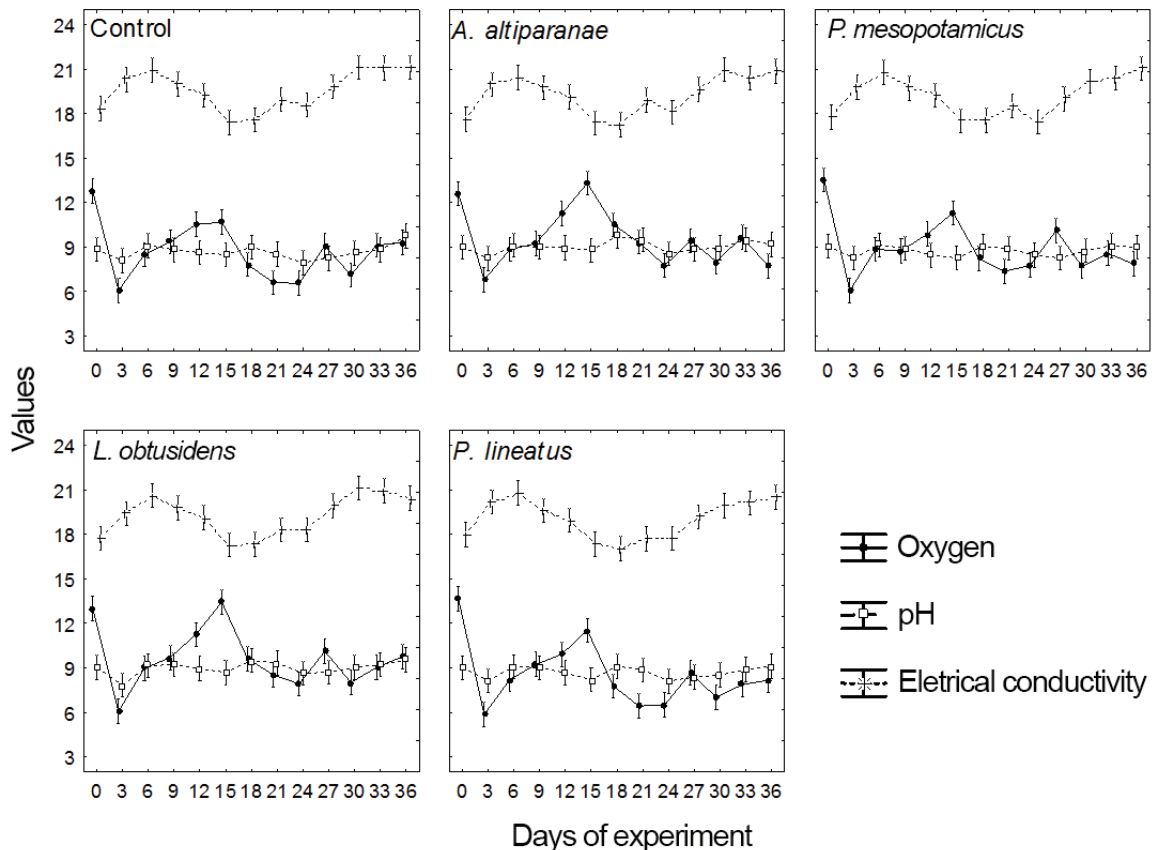 Control
24
21
18
15
12
9
6
3
0 3 6 9 12 15 18 21 24 27 30 33 36
A. altiparanae
0 3 6 9 12 15 18 21 24 27 30 33 36
P. mesopotamicus
0 3 6 9 12 15 18 21 24 27 30 33 36
Values
L. obtusidens
24
21
18
15
12
9
6
3
0 3 6 9 12 15 18 21 24 27 30 33 36
P. lineatus
0 3 6 9 12 15 18 21 24 27 30 33 36
Oxygen
pH
Eletrical conductivity
Days of experiment